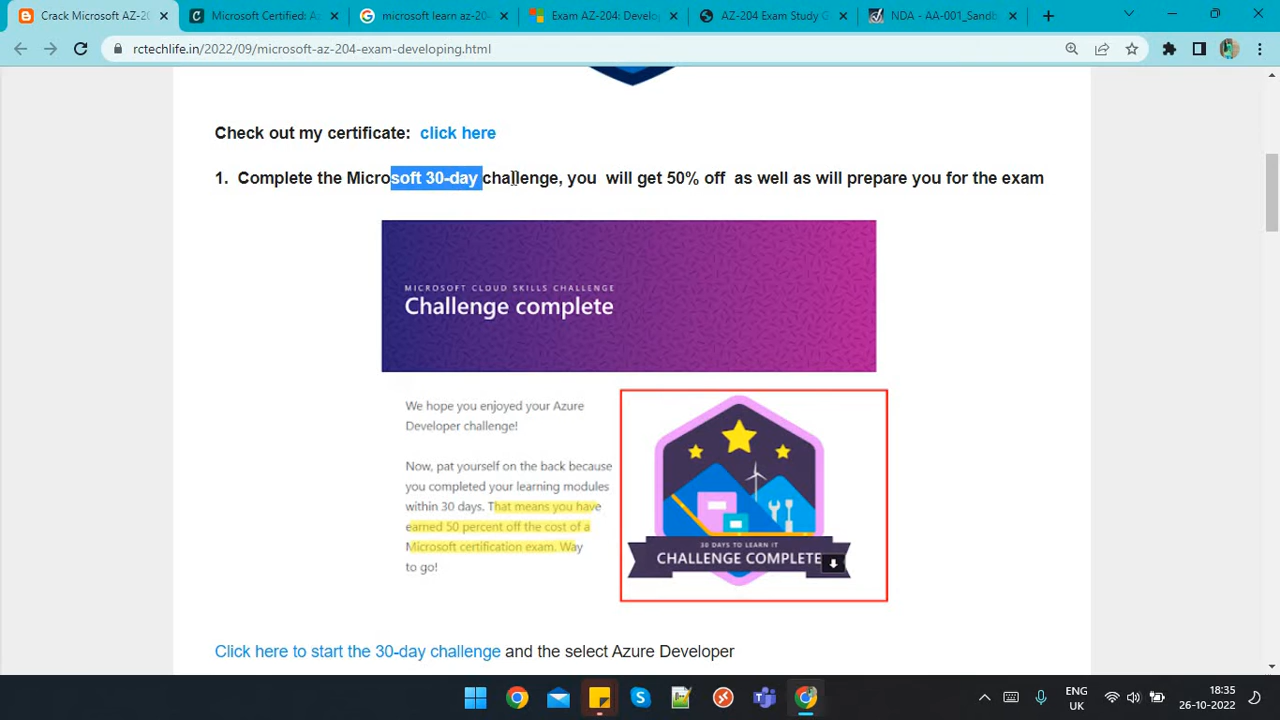 Crack Microsoft AZ-20
Microsoft Certified: A
microsoft learn az-204
Exam AZ-204: Develo
AZ-204 Exam Study G
NDA - AA-001_Sandb
rctechlife.in/2022/09/microsoft-az-204-exam-developing.html
Check out my certificate: click here
1. Complete the Microsoft 30-day challenge, you will get 50% off as well as will prepare you for the exam
MICROSOFT CLOUD SKILLS CHALLENGE
Challenge complete
We hope you enjoyed your Azure
Developer challenge!
Now, pat yourself on the back because
you completed your learning modules
within 30 days. That means you have
earned 50 percent off the cost of a
Microsoft certification exam. Way
to go!
30 DAYS TO LEARN IT
CHALLENGE COMPLETE
Click here to start the 30-day challenge and the select Azure Developer
ENG
UK
18:35
26-10-2022